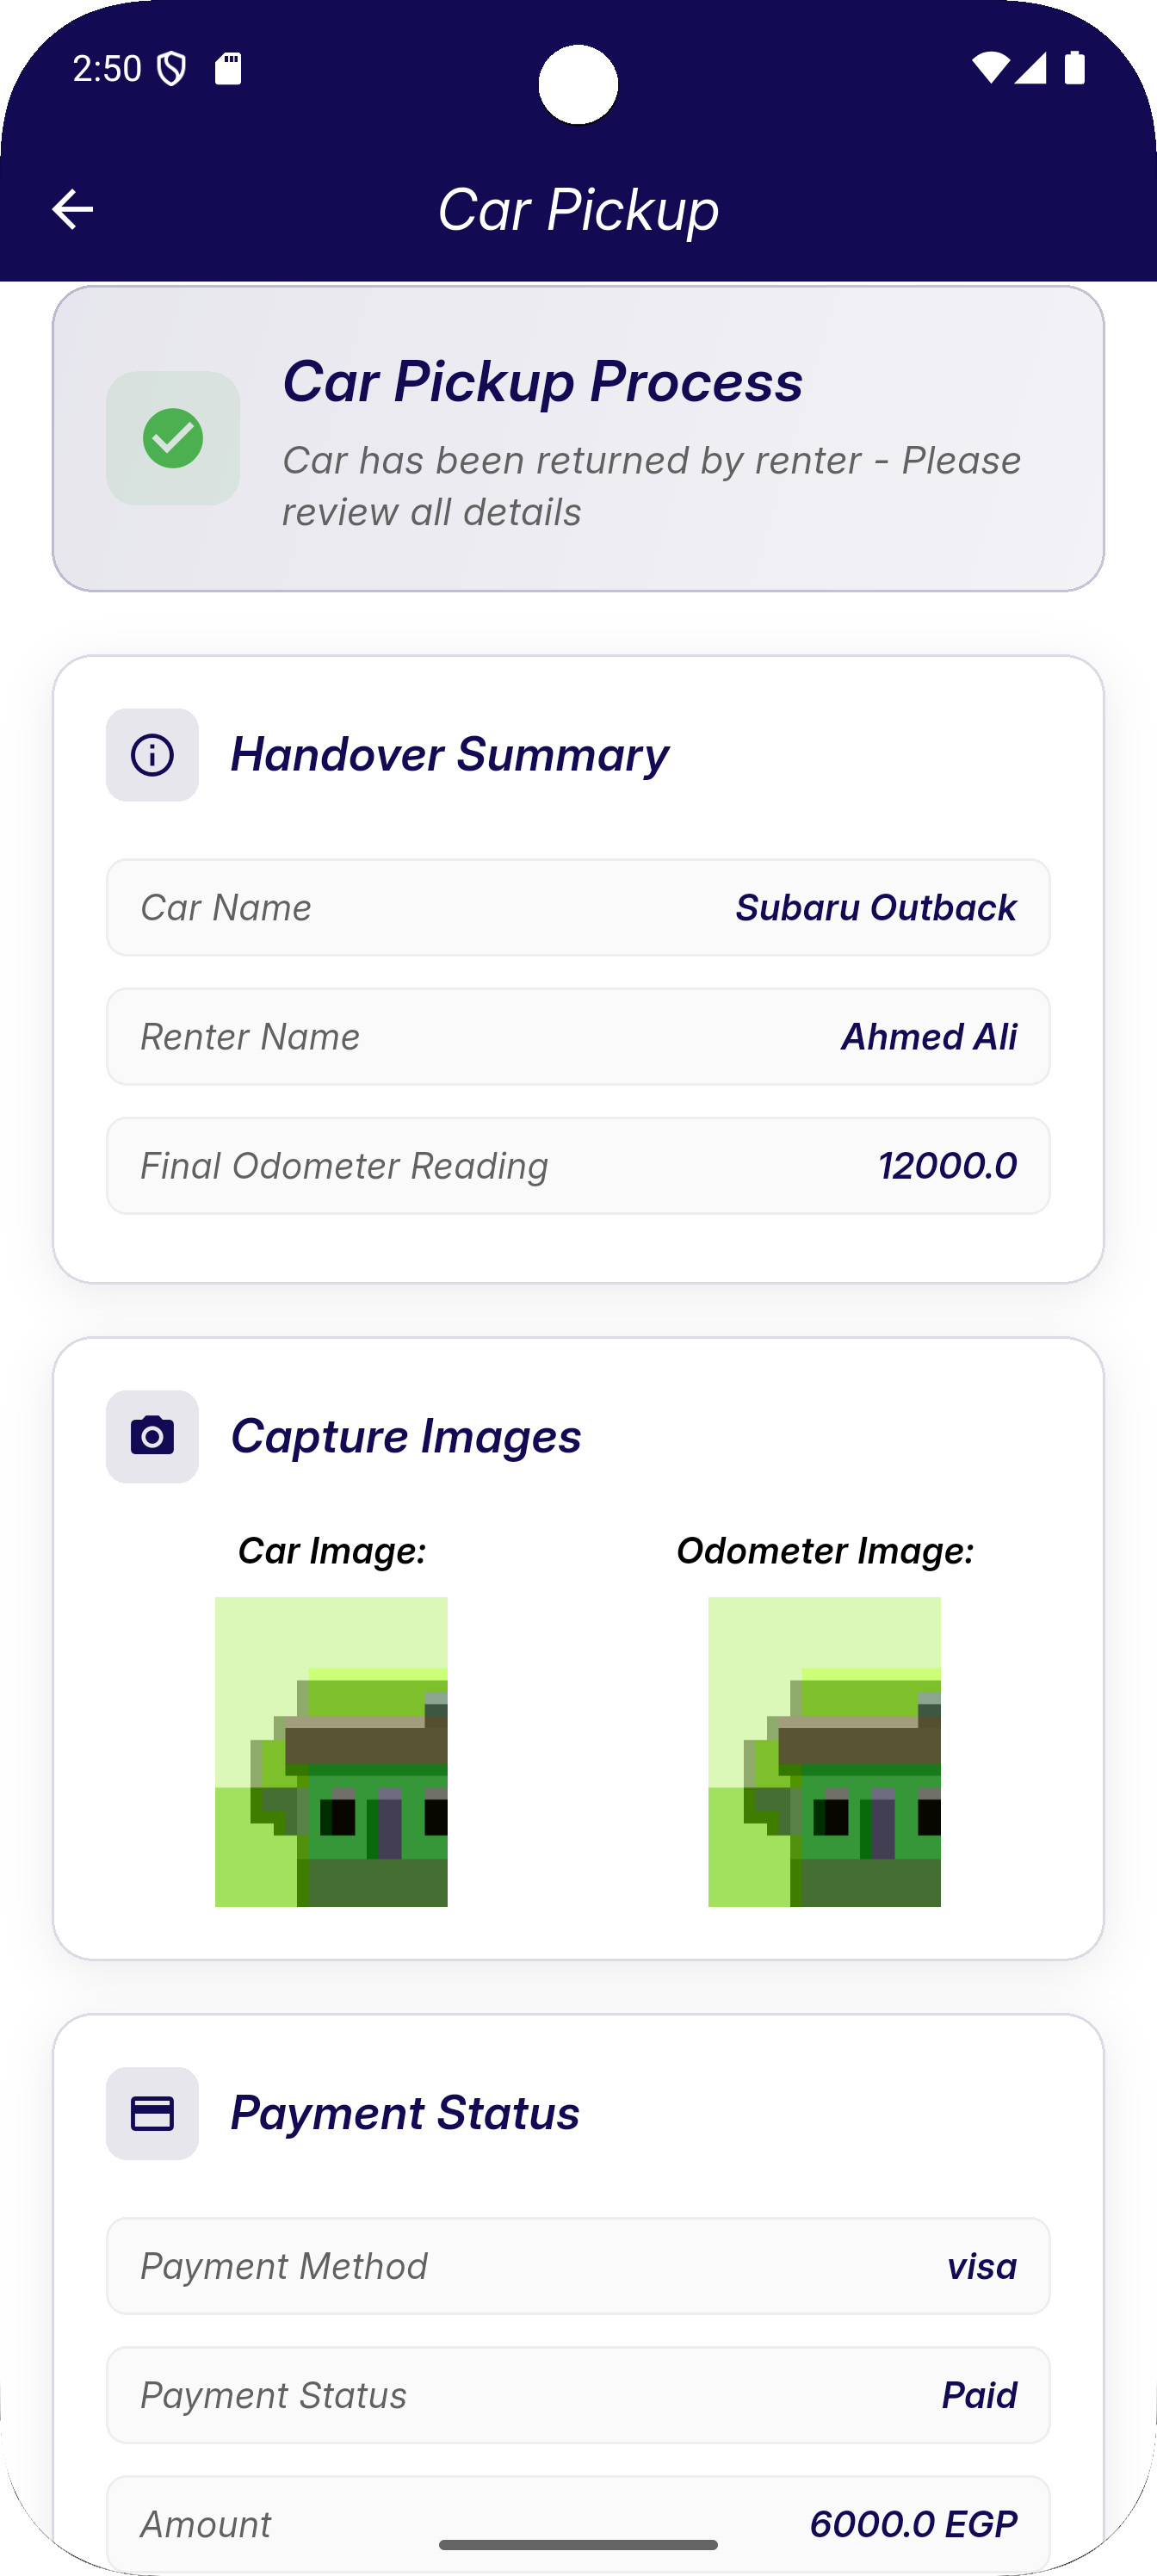 2:50
Car Pickup
Car Pickup Process
Car has been returned by renter - Please
review all details
Handover Summary
Car Name
Subaru Outback
Renter Name
Ahmed Ali
Final Odometer Reading
12000.0
Capture Images
Car Image:
Odometer Image:
Payment Status
Payment Method
visa
Payment Status
Paid
Amount
6000.0 EGP